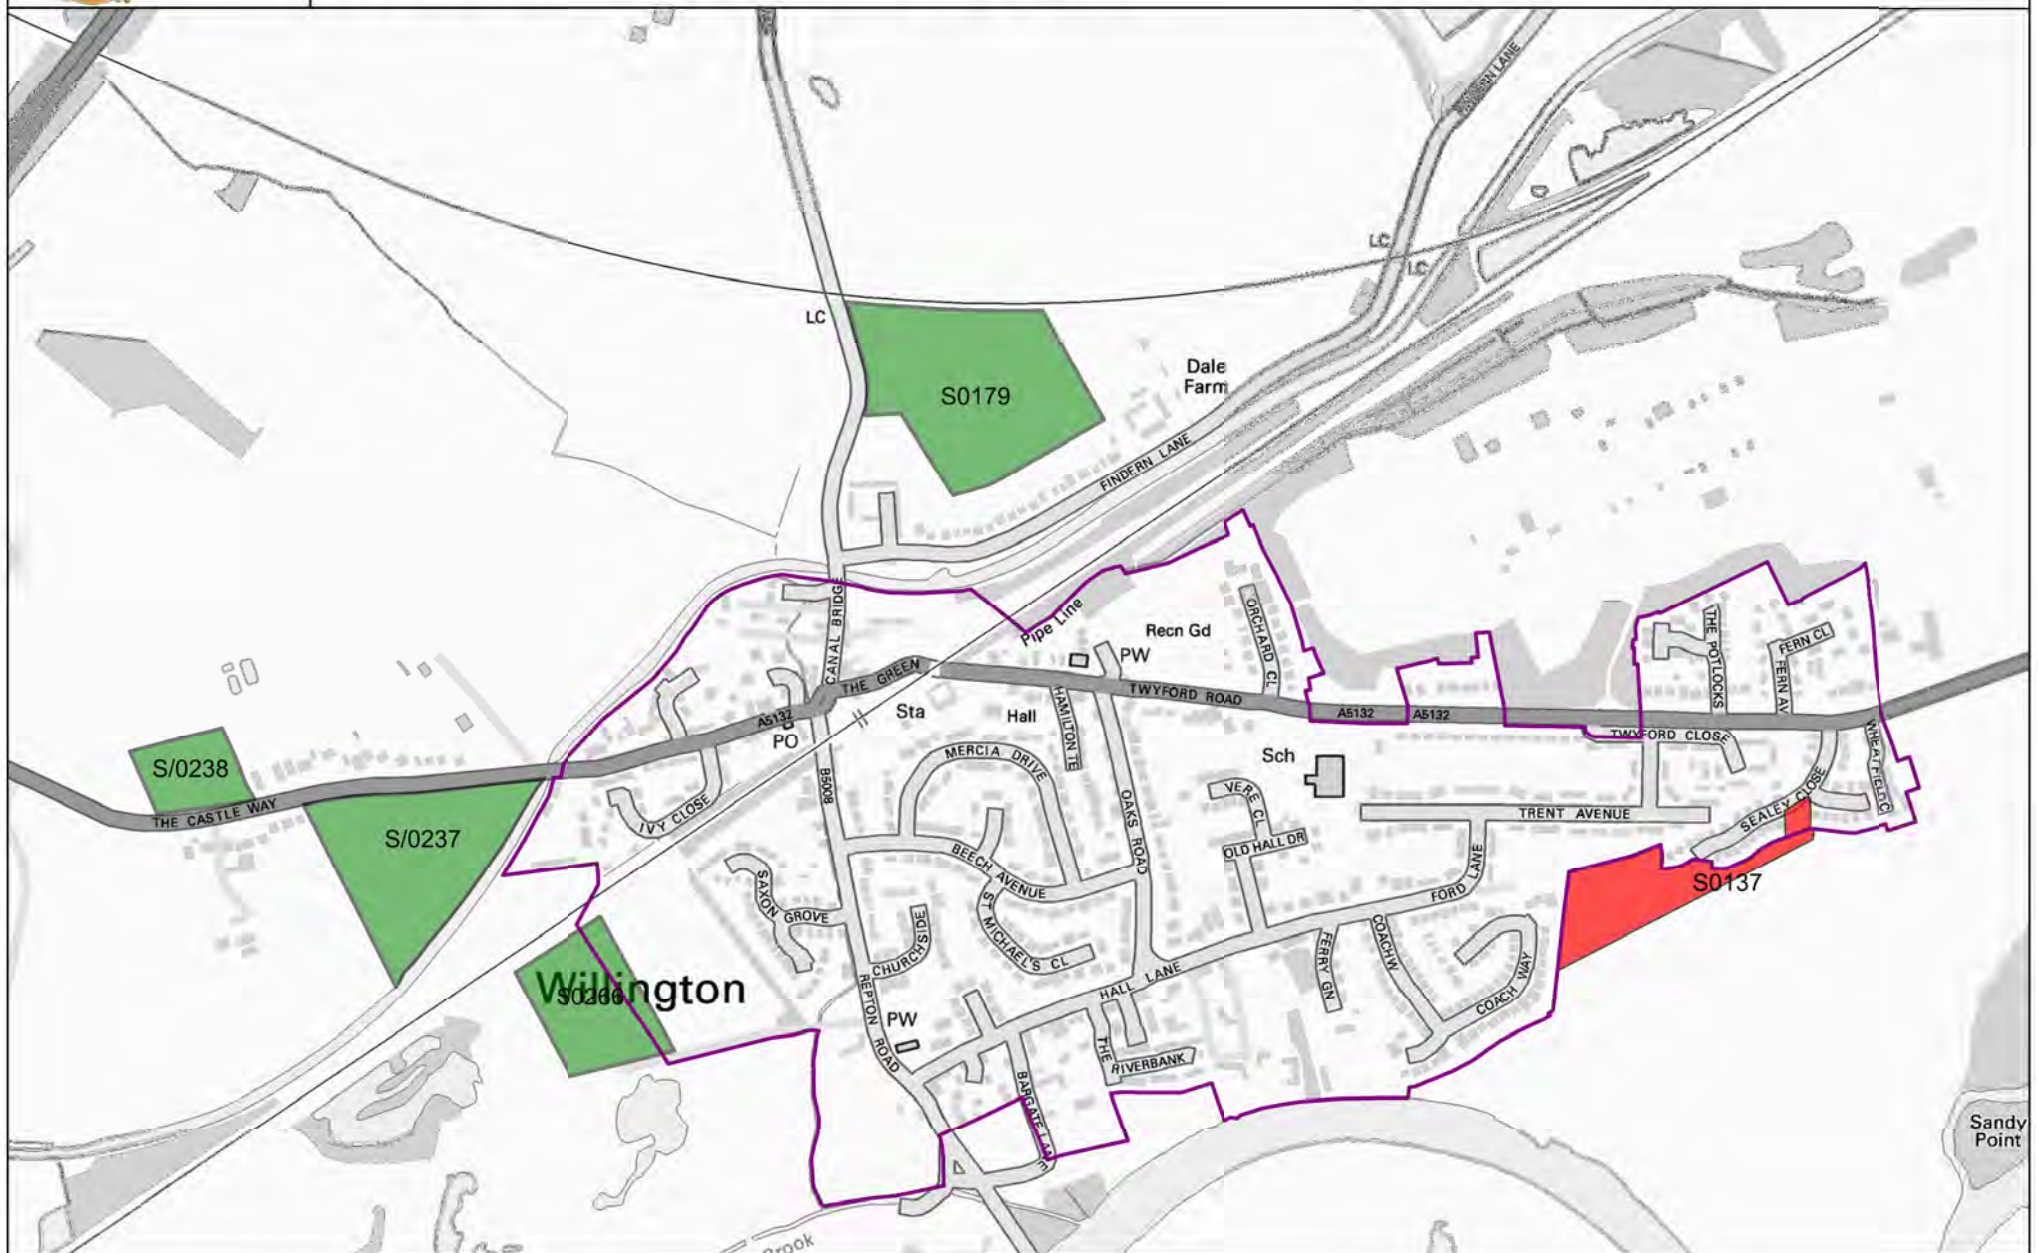 LC
LC
LC
S0179
Dale
Farm
FINDERN LANE
CANAL BRIDGE
Pipe Line
Recn Gd
ORCHARD CL
THE POTLOCKS
FERN CL
FERN AV
PW
THE GREEN
TWYFORD ROAD
A5132
A5132
A5132
TWYFORD CLOSE
Sta
Hall
HAMILTON TE
PO
Sch
S/0238
THE CASTLE WAY
S/0237
IVY CLOSE
B5008
MERCIA DRIVE
OAKS ROAD
VERE CL
OLD HALL DR
TRENT AVENUE
SEALEY CLOSE
BEECH AVENUE
SAXON GROVE
ST MICHAEL'S CL
CHURCHSIDE
FORD LANE
S0137
Willington
S0266
REPTON ROAD
HALL LANE
FERRY GN
COACHW
COACH WAY
PW
THE
RIVERBANK
BARGATE LANE
Sandy
Point
Brook